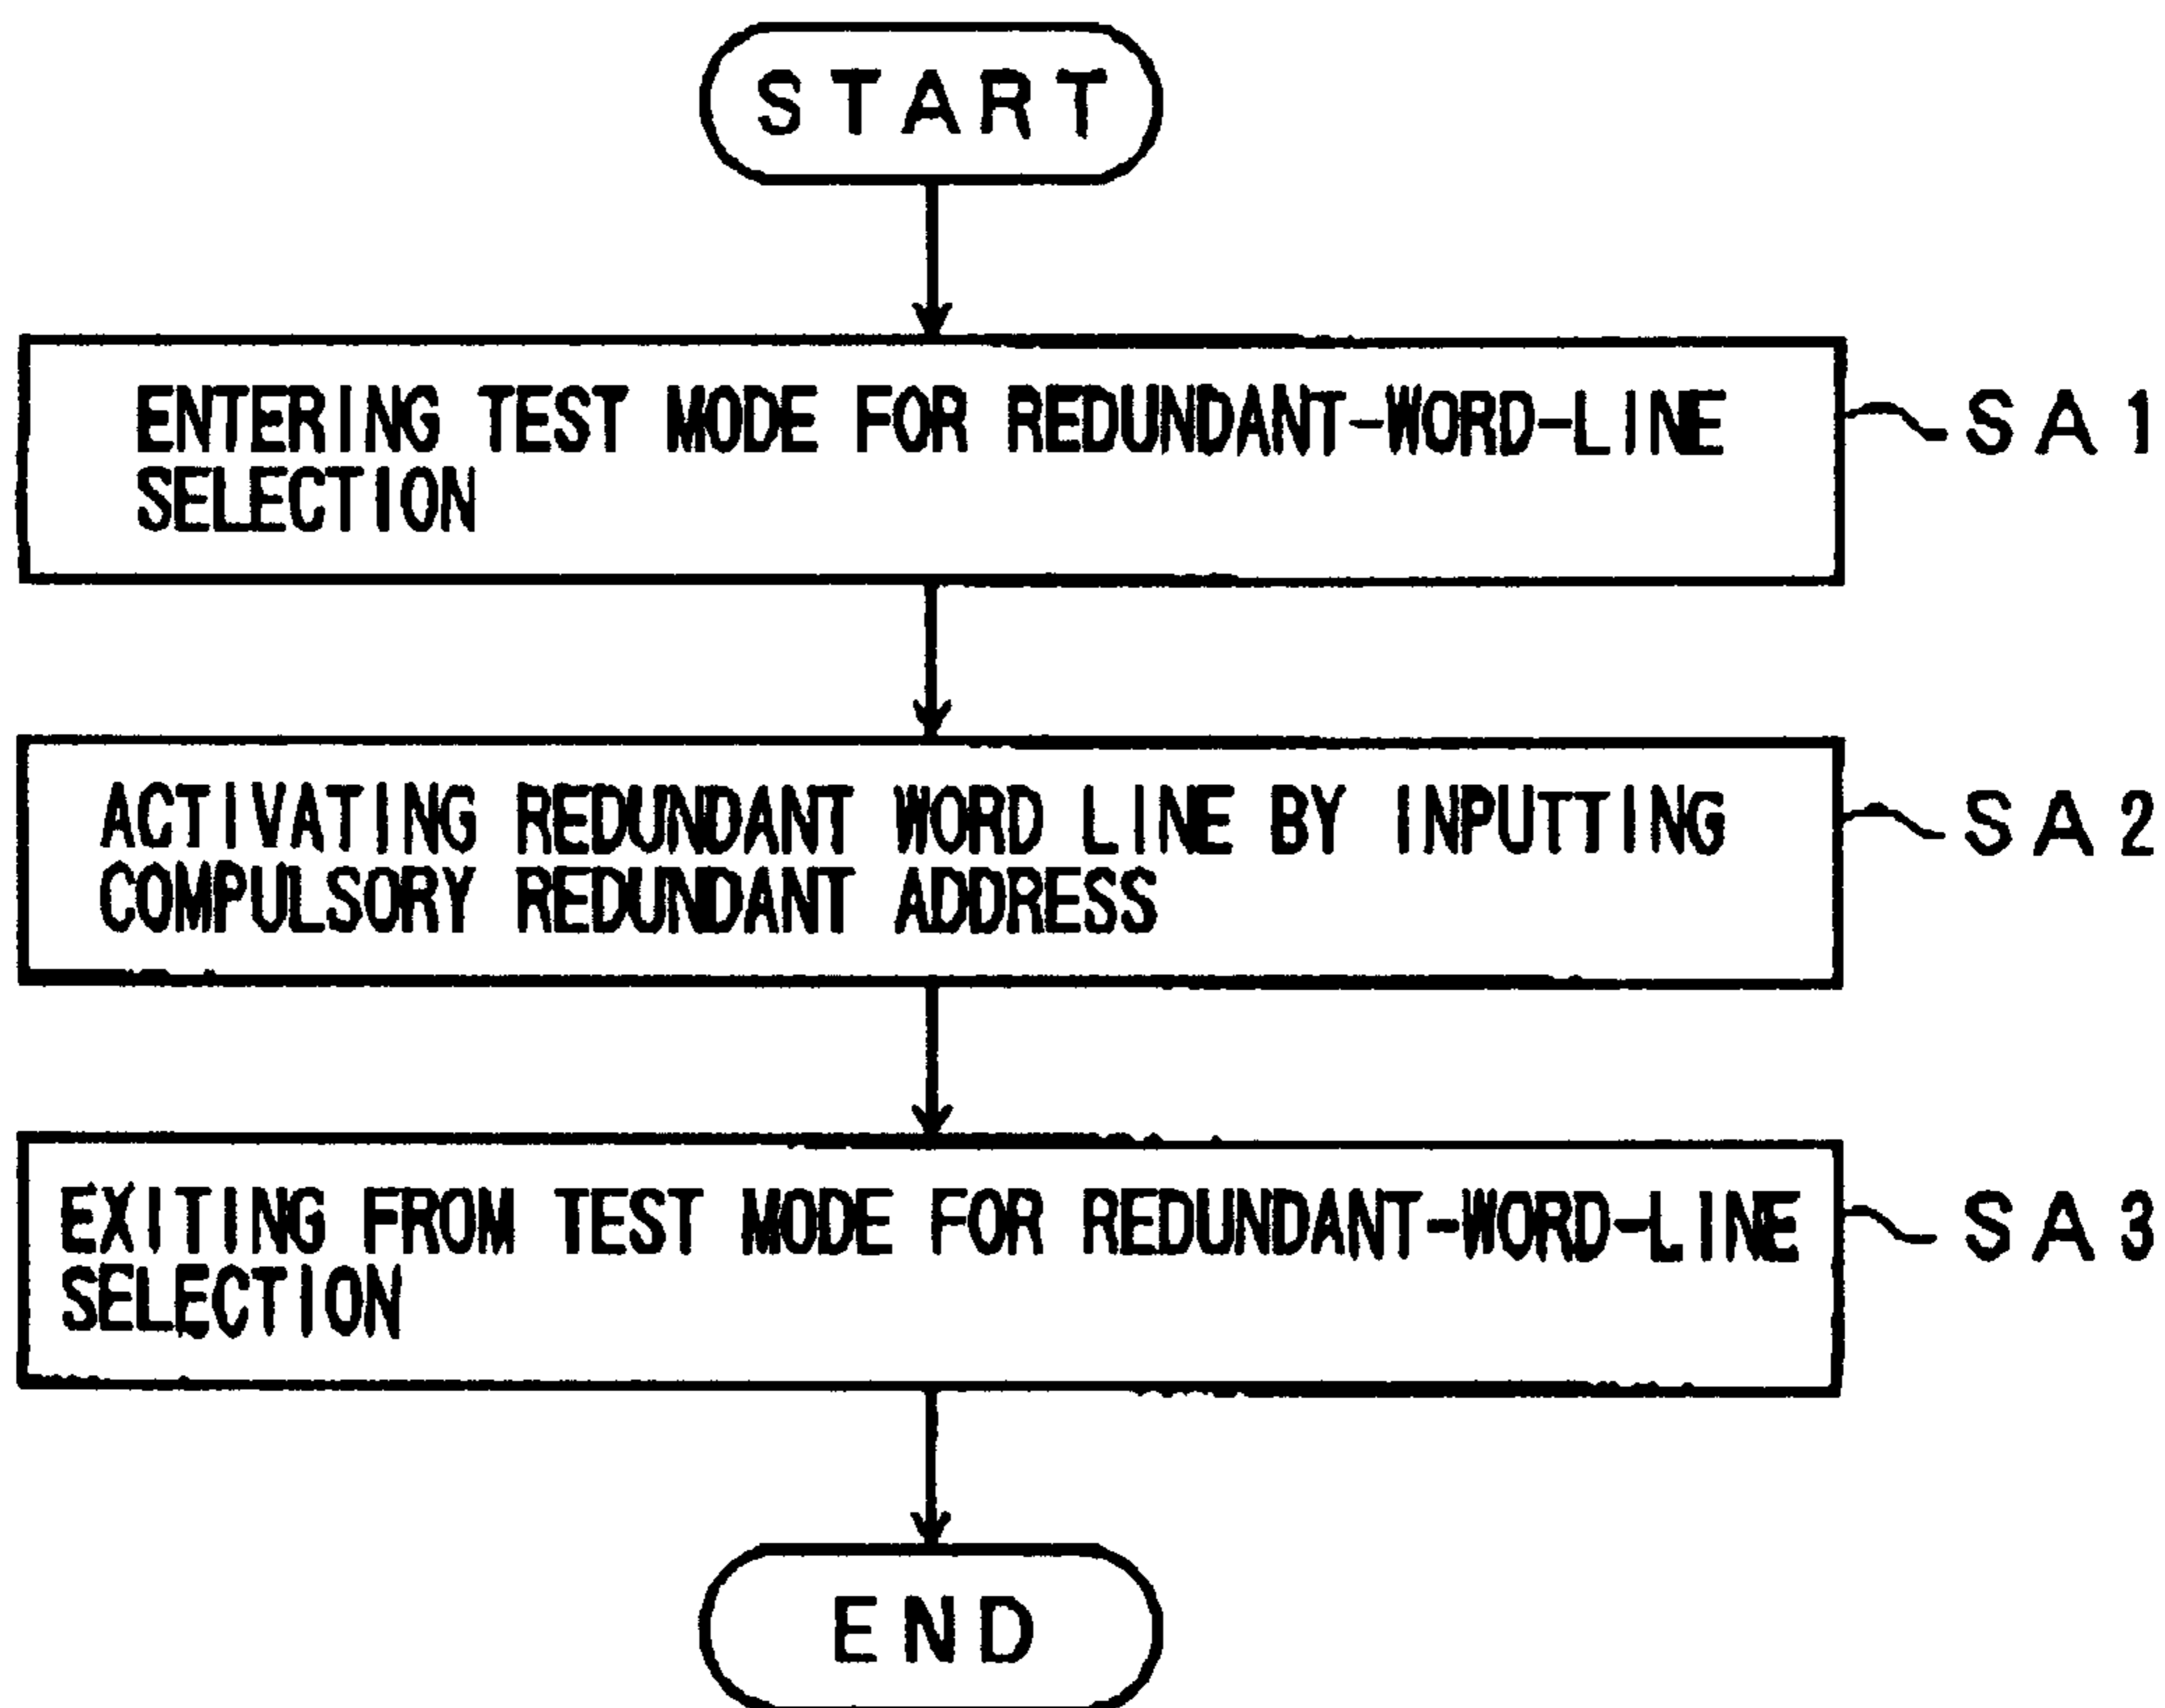 START
ENTERING TEST MODE FOR REDUNDANT-WORD-LINE
SELECTION
SA1
ACTIVATING REDUNDANT WORD LINE BY INPUTTING
COMPULSORY REDUNDANT ADDRESS
SA2
EXITING FROM TEST MODE FOR REDUNDANT-WORD-LINE
SELECTION
SA3
END